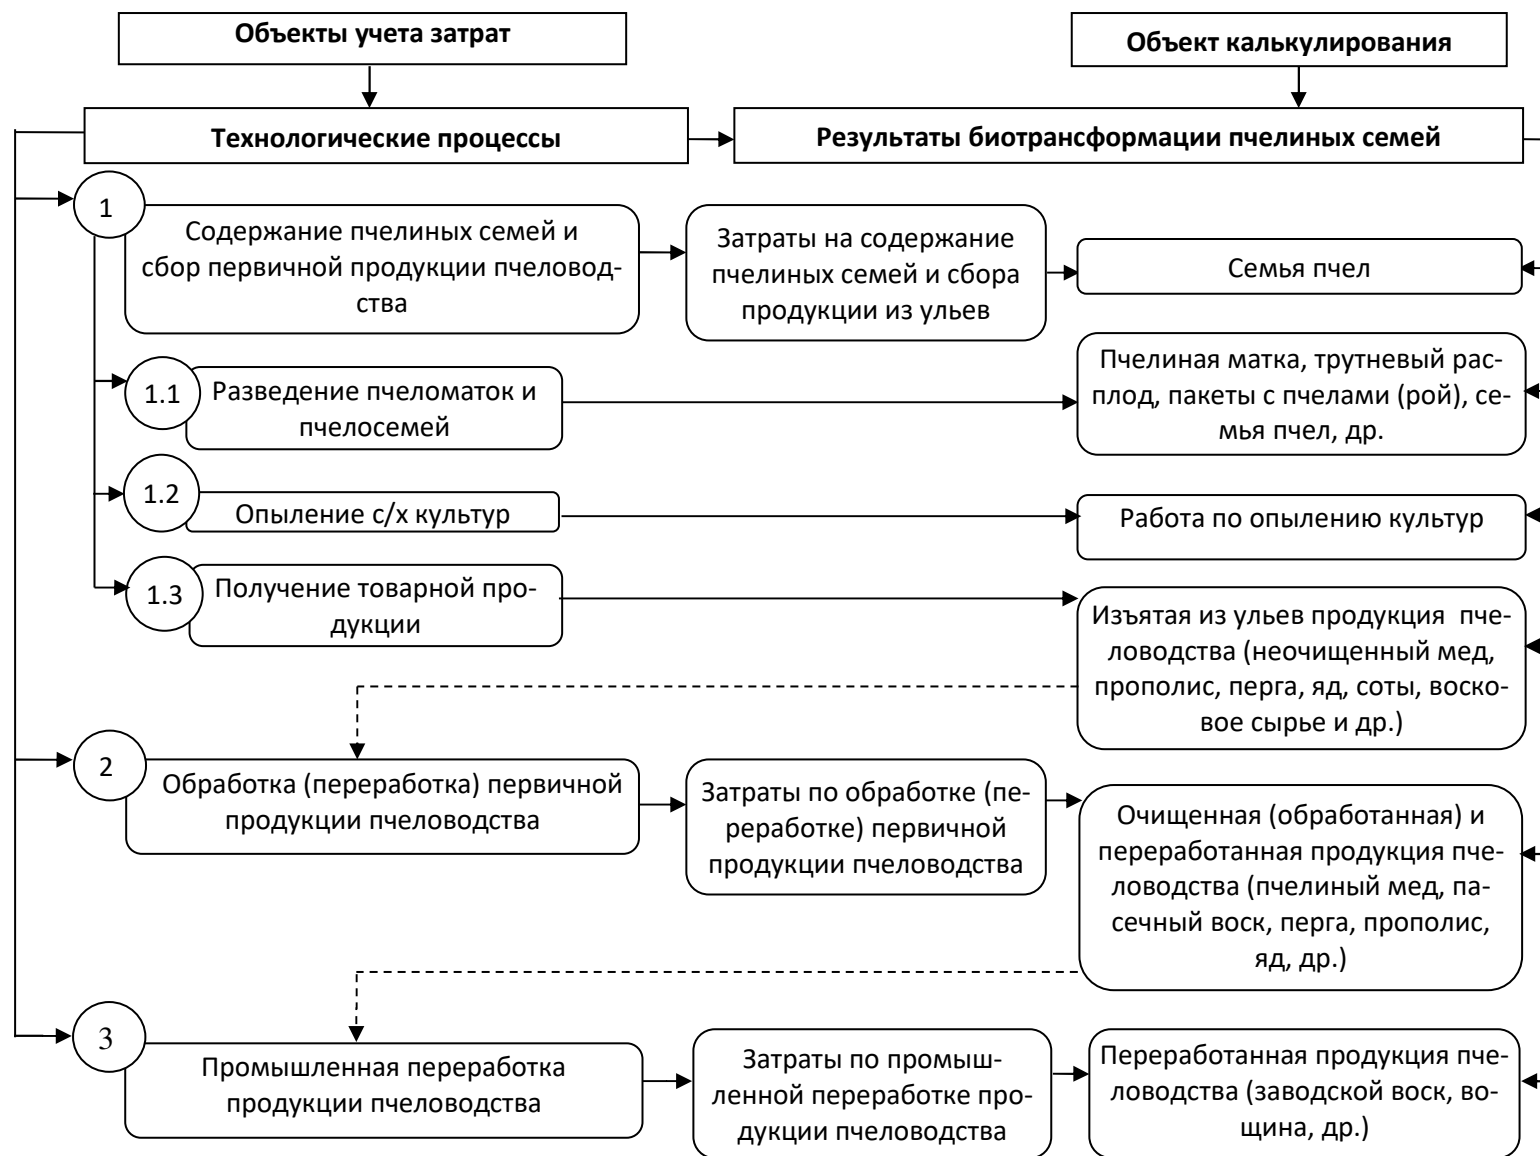 Объекты учета затрат
Объект калькулирования
Технологические процессы
Результаты биотрансформации пчелиных семей
1
Содержание пчелиных семей и
сбор первичной продукции пчеловод-
ства
Затраты на содержание
пчелиных семей и сбора
продукции из ульев
Семья пчел
1.1
Разведение пчеломаток и
пчелосемей
Пчелиная матка, трутневый рас-
плод, пакеты с пчелами (рой), се-
мья пчел, др.
1.2
Опыление с/х культур
Работа по опылению культур
1.3
Получение товарной про-
дукции
Изъятая из ульев продукция пче-
ловодства (неочищенный мед,
прополис, перга, яд, соты, воско-
вое сырье и др.)
2
Обработка (переработка) первичной
продукции пчеловодства
Затраты по обработке (пе-
реработке) первичной
продукции пчеловодства
Очищенная (обработанная) и
переработанная продукция пче-
ловодства (пчелиный мед, па-
сечный воск, перга, прополис,
яд, др.)
3
Промышленная переработка
продукции пчеловодства
Затраты по промыш-
ленной переработке про-
дукции пчеловодства
Переработанная продукция пче-
ловодства (заводской воск, во-
щина, др.)